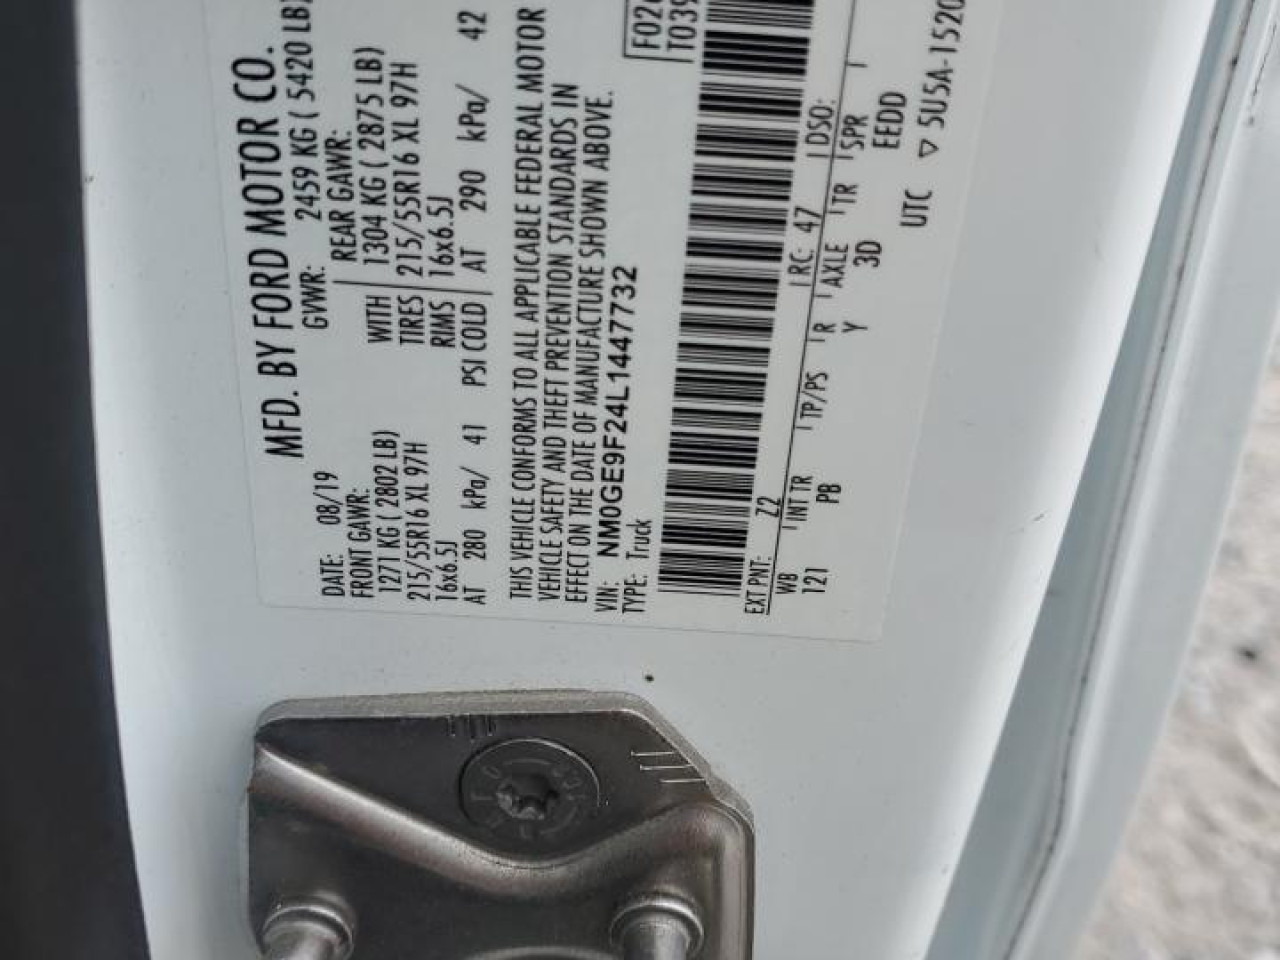 MFD. BY FORD MOTOR CO.
DATE: 08/19 GVWR: 2459 KG ( 5420 LB)
FRONT GAWR: REAR GAWR:
1271 KG ( 2802 LB) WITH 1304 KG ( 2875 LB)
215/55R16 XL 97H TIRES 215/55R16 XL 97H
16x6.5J RIMS 16x6.5J
AT 280 kPa/ 41 PSI COLD AT 290 kPa/ 42
THIS VEHICLE CONFORMS TO ALL APPLICABLE FEDERAL MOTOR
VEHICLE SAFETY AND THEFT PREVENTION STANDARDS IN
EFFECT ON THE DATE OF MANUFACTURE SHOWN ABOVE.
VIN: NM0GE9F24L1447732
TYPE: Truck
EXT PNT: Z2 RC: 47 DSO:
WB INT TR TP/PS R AXLE TR SPR
121 PB Y 3D EEDD
UTC ▽ 5U5A-1520